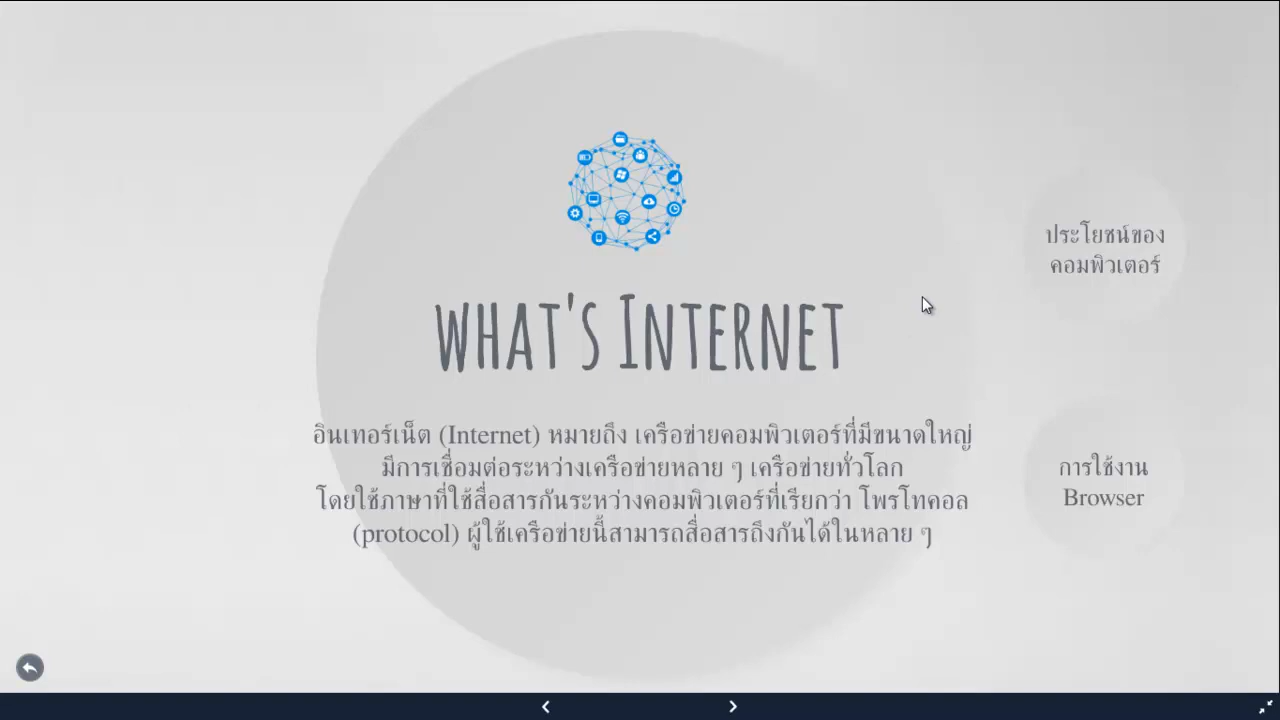 WHAT'S INTERNET
อินเทอร์เน็ต (Internet) หมายถึง เครือข่ายคอมพิวเตอร์ที่มีขนาดใหญ่
มีการเชื่อมต่อระหว่างเครือข่ายหลาย ๆ เครือข่ายทั่วโลก
โดยใช้ภาษาที่ใช้สื่อสารกันระหว่างคอมพิวเตอร์ที่เรียกว่า โพรโทคอล
(protocol) ผู้ใช้เครือข่ายนี้สามารถสื่อสารถึงกันได้ในหลาย ๆ
ประโยชน์ของ
คอมพิวเตอร์
การใช้งาน
Browser